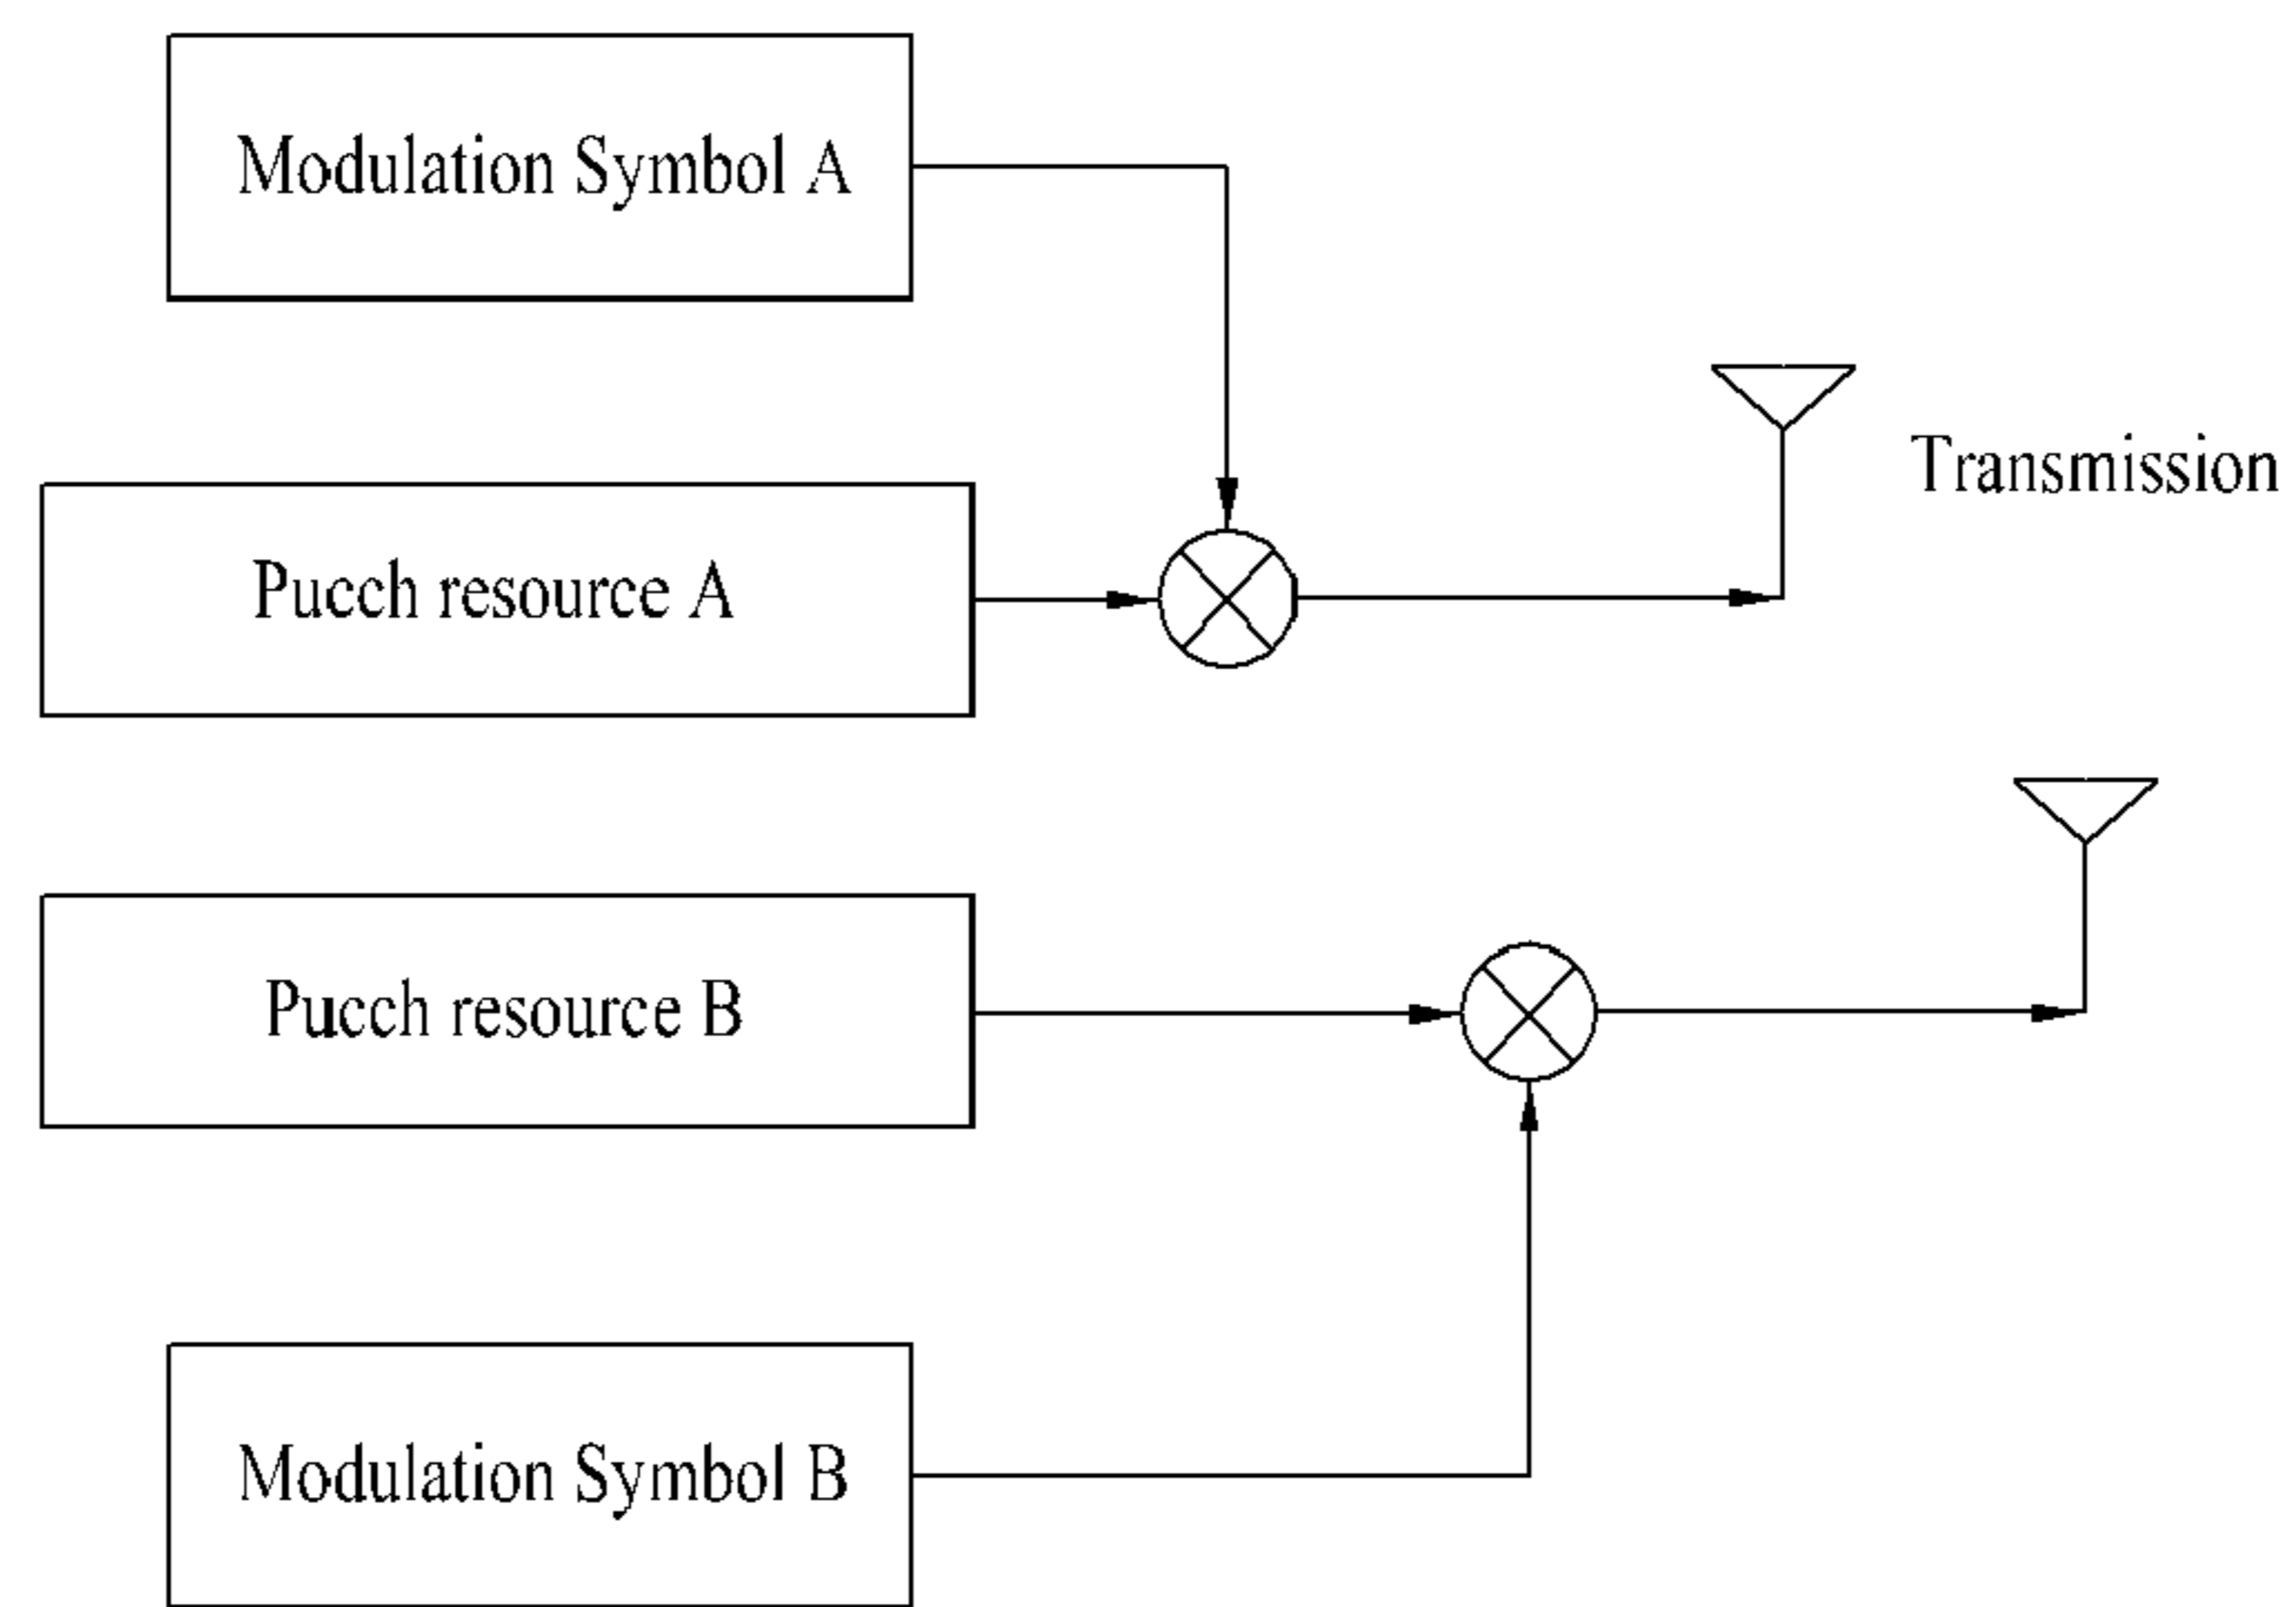 Modulation Symbol A
Transmission
Pucch resource A
Pucch resource B
Modulation Symbol B